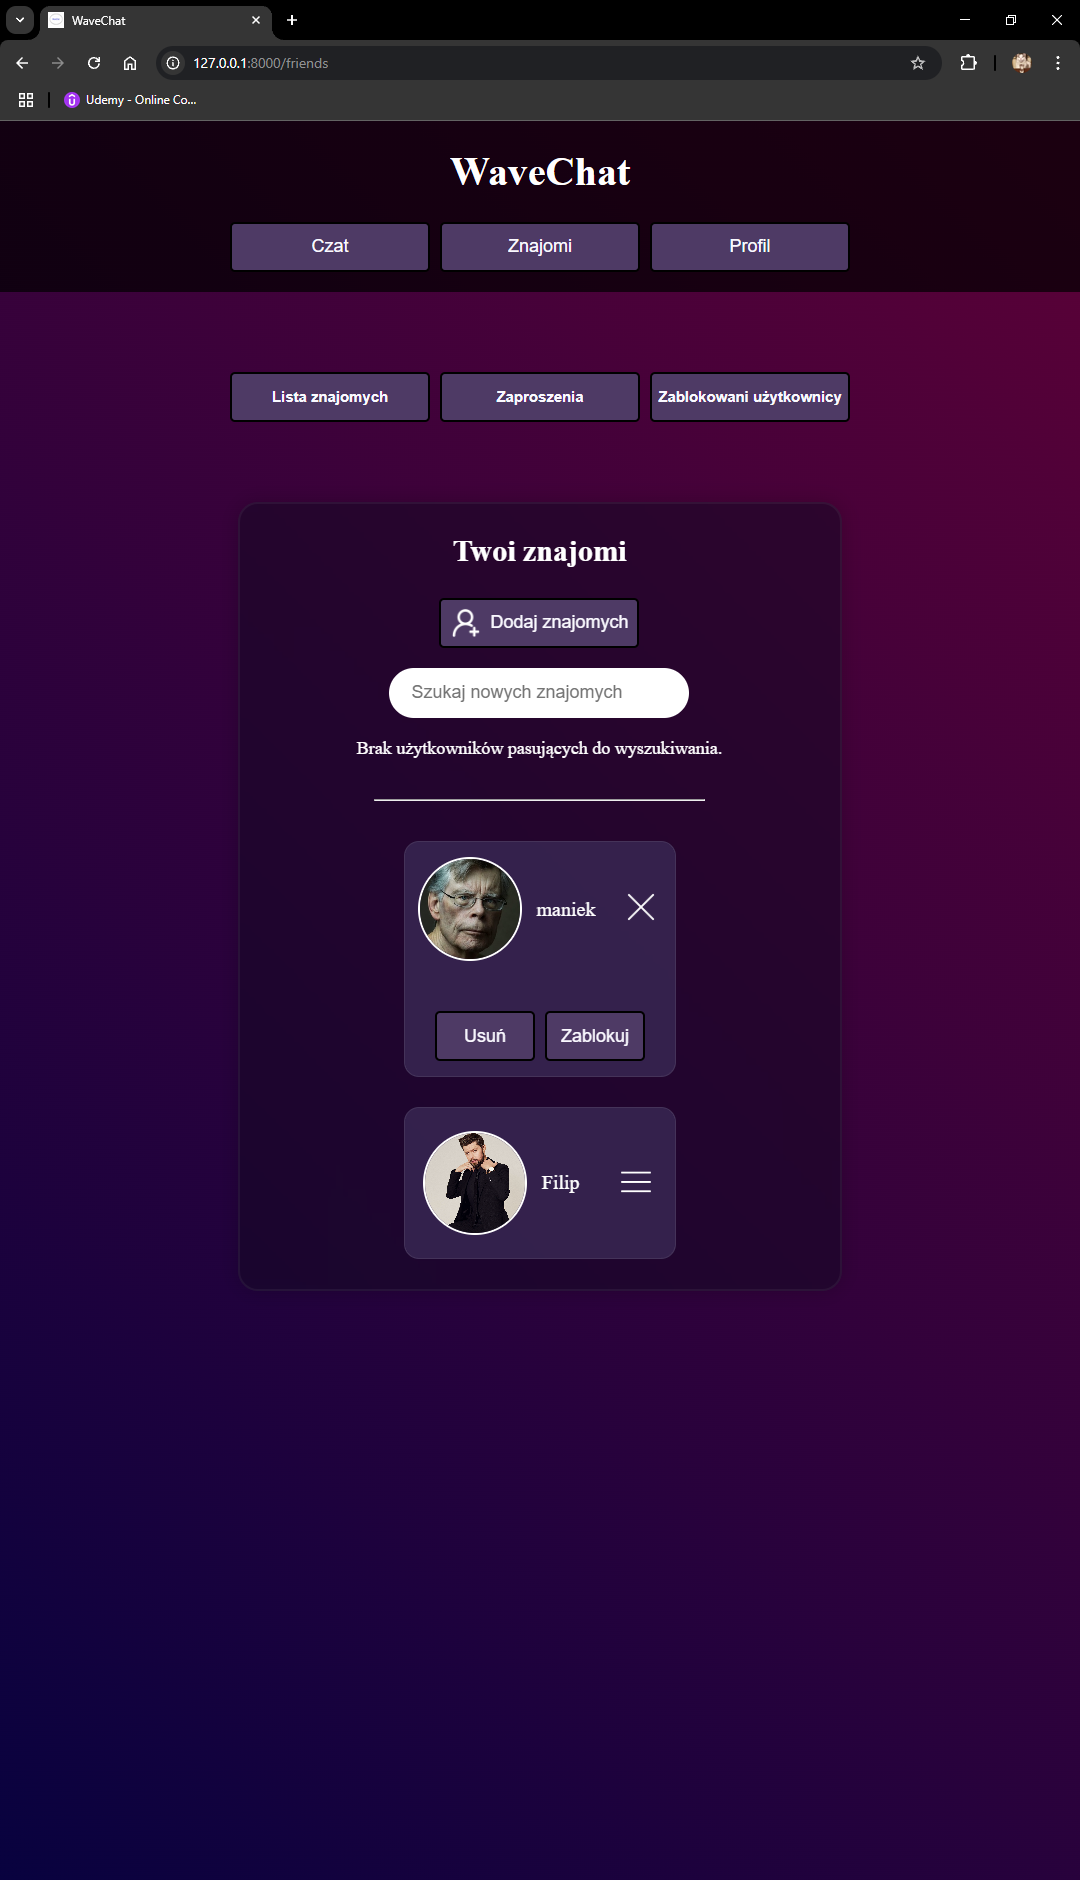 WaveChat
127.0.0.1:8000/friends
Udemy - Online Co...
WaveChat
Czat
Znajomi
Profil
Lista znajomych
Zaproszenia
Zablokowani użytkownicy
Twoi znajomi
Dodaj znajomych
Szukaj nowych znajomych
Brak użytkowników pasujących do wyszukiwania.
maniek
Usuń
Zablokuj
Filip